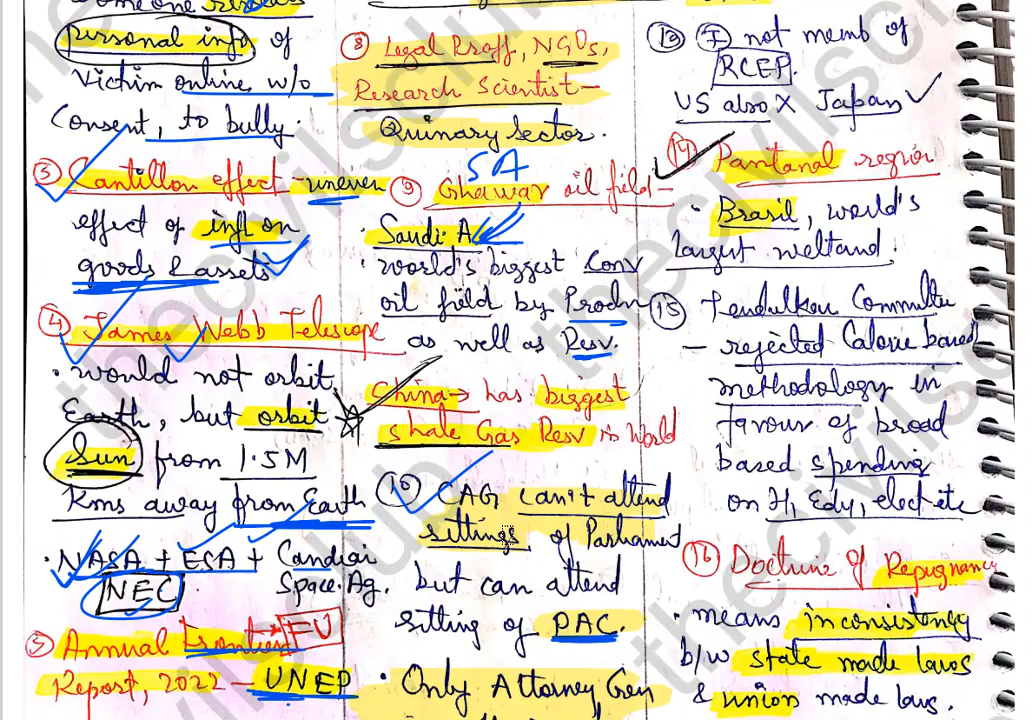 personal info of
Victim online w/o
Consent, to bully.
③ Cantillon effect - uneven
effect of infl on
goods & assets
④ James Webb Telescope
• would not orbit
Earth, but orbit
Sun from 1.5M
Kms away from Earth
• NASA + ESA +
Space. Ag.
NEC
EU
⑤ Annual Frontiers
Report, 2022 - UNEP
⑧ Legal Proff, NGOs,
Research Scientist -
Quinary Sector.
SA
⑨ Ghawar oil field -
• Saudi. A
• world's biggest Conv
oil field by Prodn
as well as Resv.
China → has biggest
shale Gas Resv in World
⑩ CAG can't attend
sittings of Parliament
but can attend
sitting of PAC.
• Only Attorney Gen
⑬ not memb of
RCEP.
US also X Japan ✓
⑭ Pantanal region
• Brasil, world's
largest wetland.
⑮ Tendulkar Committee
- rejected Calorie based
methodology in
favour of broad
based spending
on H, Edu, elect etc
⑯ Doctrine of Repugnancy
• means inconsistency
b/w state made laws
& union made laws.